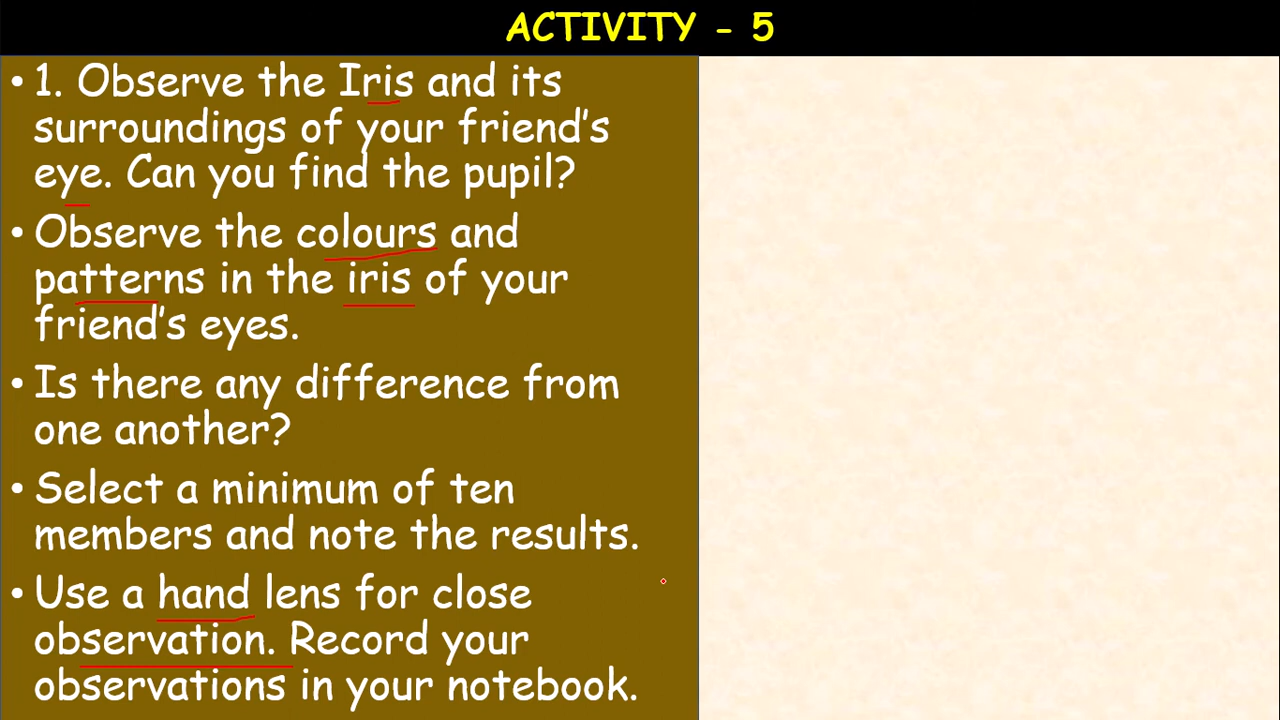 ACTIVITY - 5
• 1. Observe the Iris and its
surroundings of your friend's
eye. Can you find the pupil?
• Observe the colours and
patterns in the iris of your
friend's eyes.
• Is there any difference from
one another?
• Select a minimum of ten
members and note the results.
• Use a hand lens for close
observation. Record your
observations in your notebook.